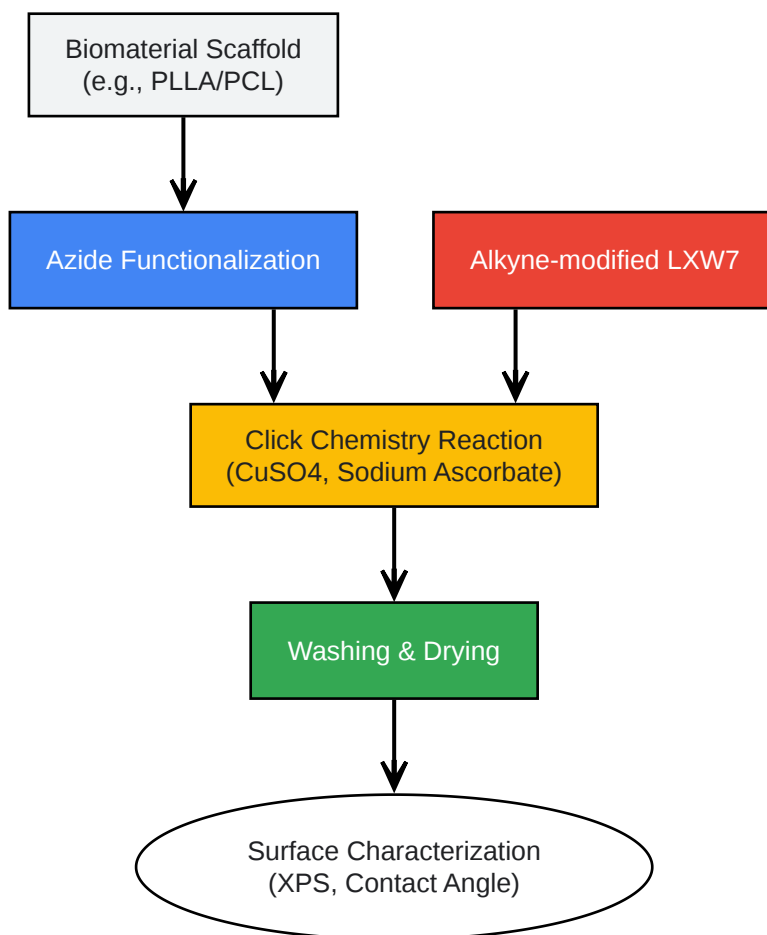 Biomaterial Scaffold
(e.g., PLLA/PCL)
Azide Functionalization
Alkyne-modified LXW7
Click Chemistry Reaction
(CuSO4, Sodium Ascorbate)
Washing & Drying
Surface Characterization
(XPS, Contact Angle)